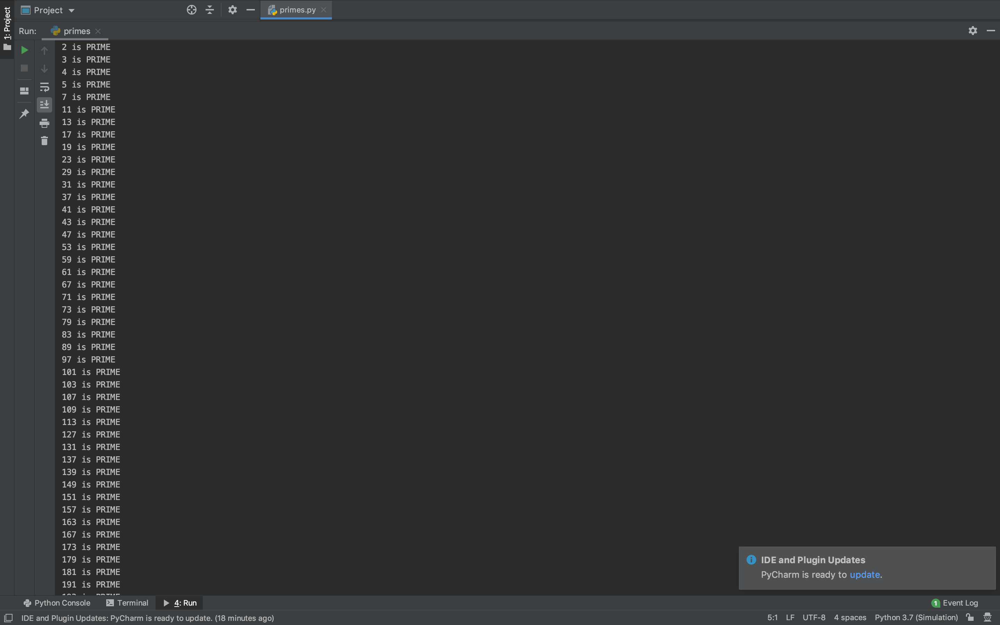 1: Project
Project
primes.py
Run:
primes
2 is PRIME
3 is PRIME
4 is PRIME
5 is PRIME
7 is PRIME
11 is PRIME
13 is PRIME
17 is PRIME
19 is PRIME
23 is PRIME
29 is PRIME
31 is PRIME
37 is PRIME
41 is PRIME
43 is PRIME
47 is PRIME
53 is PRIME
59 is PRIME
61 is PRIME
67 is PRIME
71 is PRIME
73 is PRIME
79 is PRIME
83 is PRIME
89 is PRIME
97 is PRIME
101 is PRIME
103 is PRIME
107 is PRIME
109 is PRIME
113 is PRIME
127 is PRIME
131 is PRIME
137 is PRIME
139 is PRIME
149 is PRIME
151 is PRIME
157 is PRIME
163 is PRIME
167 is PRIME
173 is PRIME
179 is PRIME
181 is PRIME
191 is PRIME
IDE and Plugin Updates
PyCharm is ready to update.
Python Console
Terminal
4: Run
1 Event Log
IDE and Plugin Updates: PyCharm is ready to update. (18 minutes ago)
5:1 LF UTF-8 4 spaces Python 3.7 (Simulation)